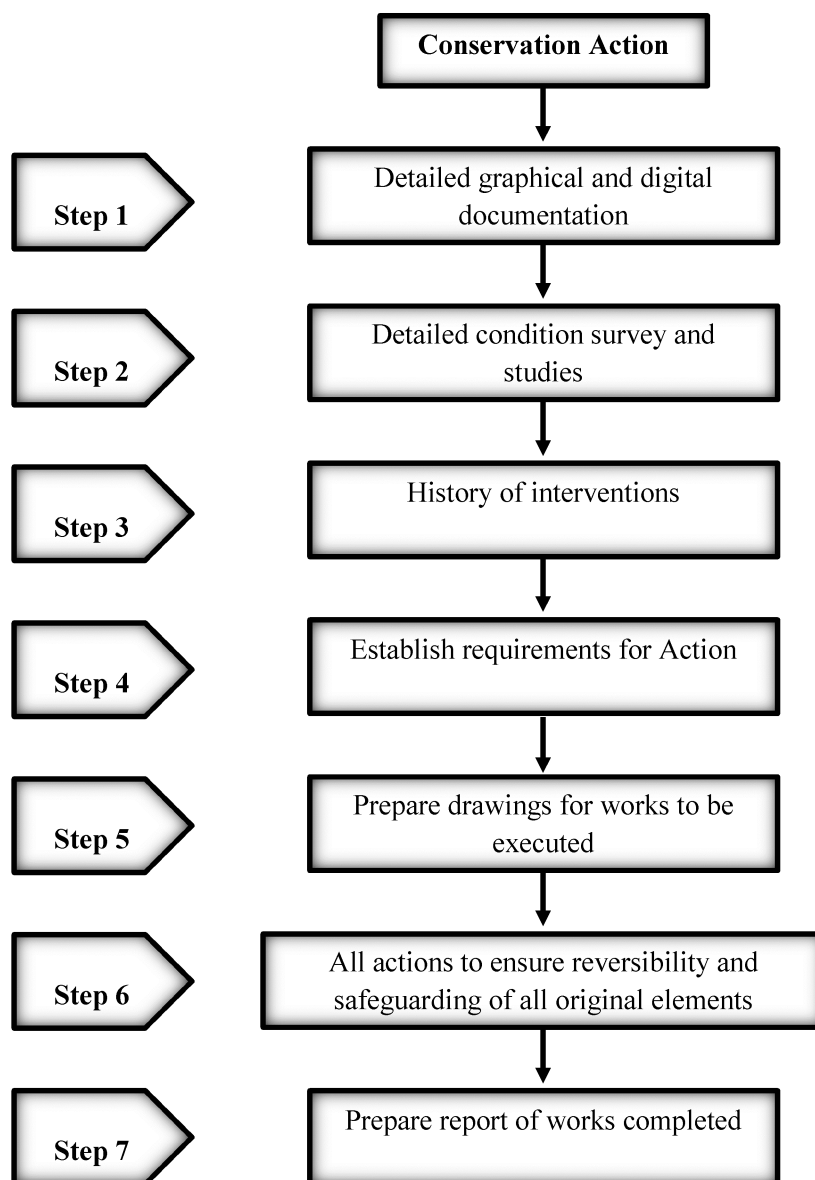 Conservation Action
Step 1
Detailed graphical and digital
documentation
Step 2
Detailed condition survey and
studies
Step 3
History of interventions
Step 4
Establish requirements for Action
Step 5
Prepare drawings for works to be
executed
Step 6
All actions to ensure reversibility and
safeguarding of all original elements
Step 7
Prepare report of works completed